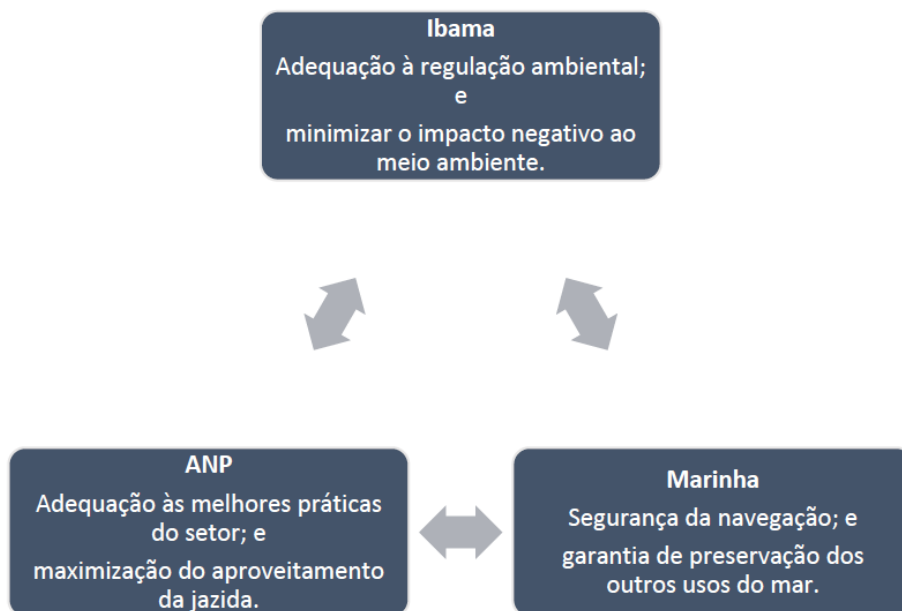 Ibama
Adequação à regulação ambiental;
e
minimizar o impacto negativo ao
meio ambiente.
ANP
Adequação às melhores práticas
do setor; e
maximização do aproveitamento
da jazida.
Marinha
Segurança da navegação; e
garantia de preservação dos
outros usos do mar.